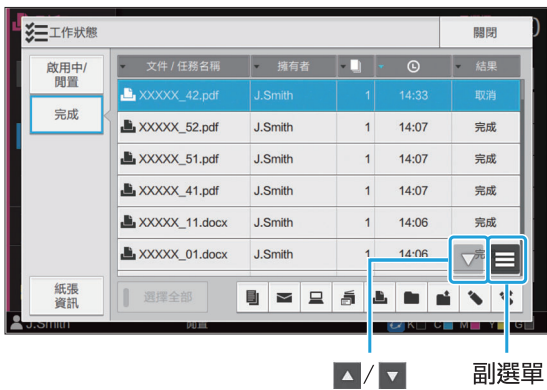 工作狀態 關閉
啟用中/
閒置
完成
紙張
資訊
文件 / 任務名稱 擁有者 結果
XXXXX_42.pdf J.Smith 1 14:33 取消
XXXXX_52.pdf J.Smith 1 14:07 完成
XXXXX_51.pdf J.Smith 1 14:07 完成
XXXXX_41.pdf J.Smith 1 14:07 完成
XXXXX_11.docx J.Smith 1 14:06 完成
XXXXX_01.docx J.Smith 1 14:06 完
選擇全部
J.Smith 閒置 K C M Y G
/ 副選單